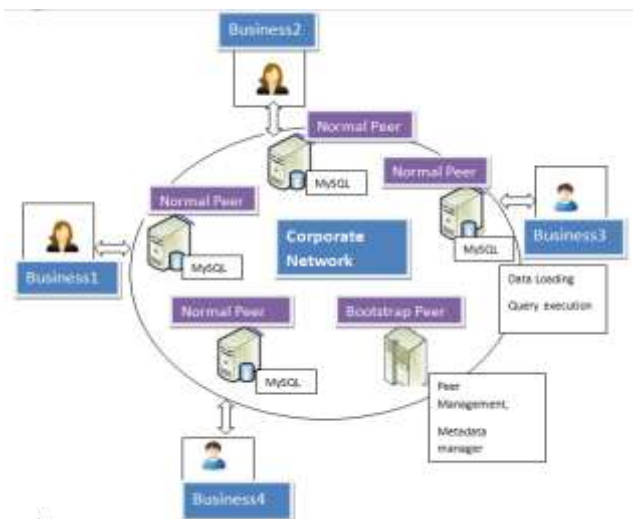 Business2
Normal Peer
MySQL
Normal Peer
MySQL
Normal Peer
MySQL
Business1
Corporate
Network
Business3
Data Loading
Query execution
Normal Peer
MySQL
Bootstrap Peer
Peer
Management,
Metadata
manager
Business4